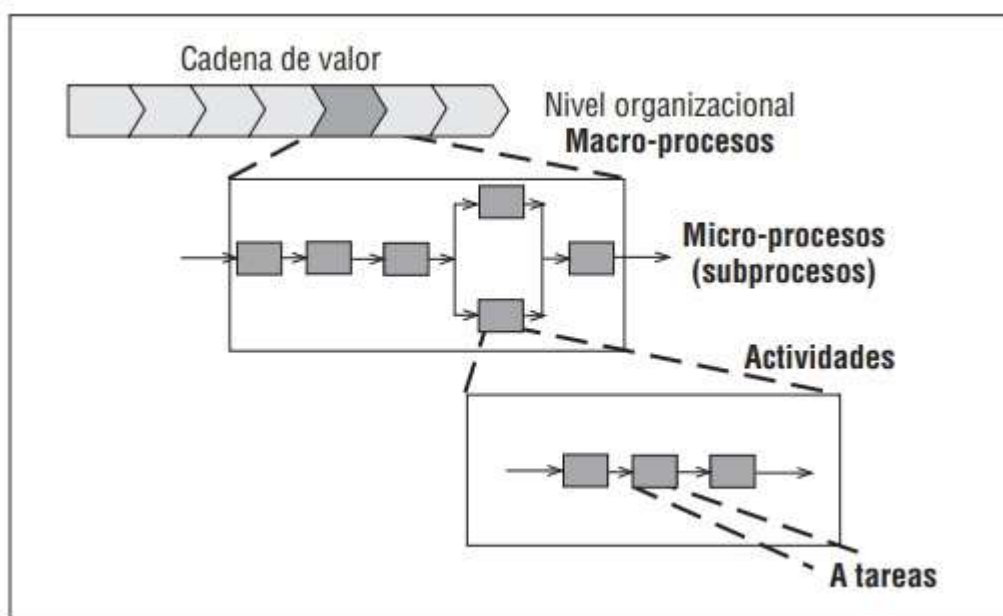 Cadena de valor
Nivel organizacional
Macro-procesos
Micro-procesos
(subprocesos)
Actividades
A tareas